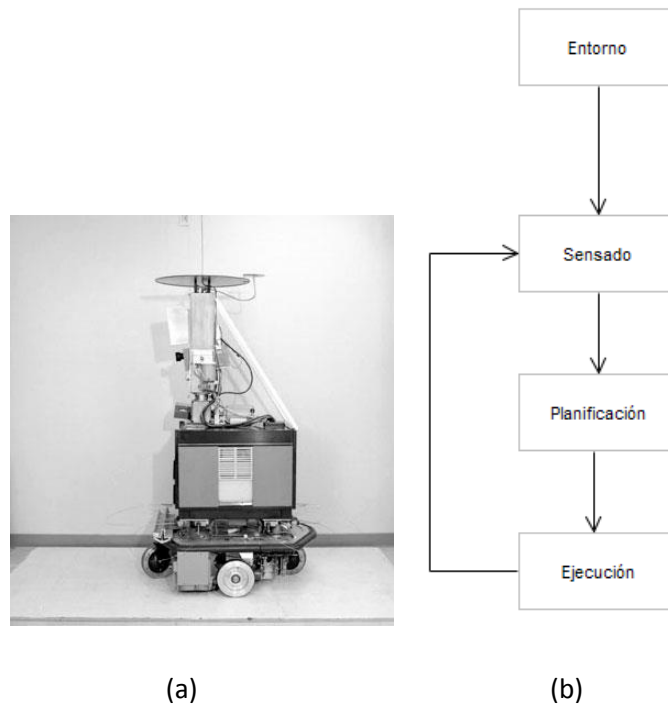 Entorno
Sensado
Planificación
Ejecución
(a)
(b)